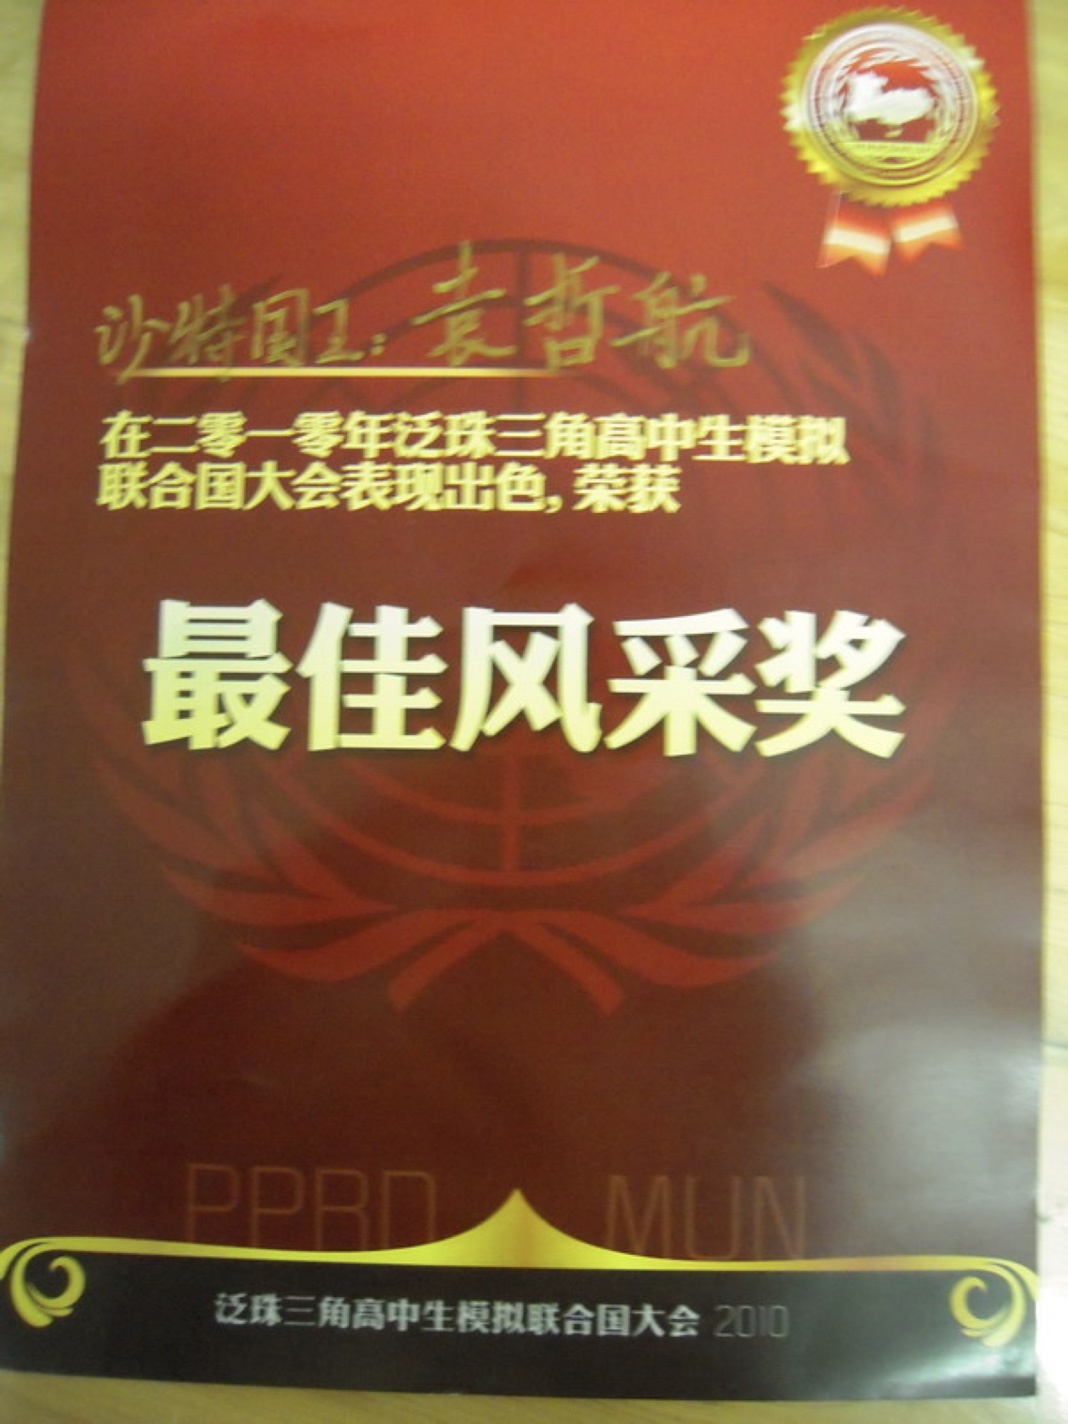 沙特国王：袁哲航
在二零一零年泛珠三角高中生模拟
联合国大会表现出色，荣获
最佳风采奖
PPRD MUN
泛珠三角高中生模拟联合国大会 2010